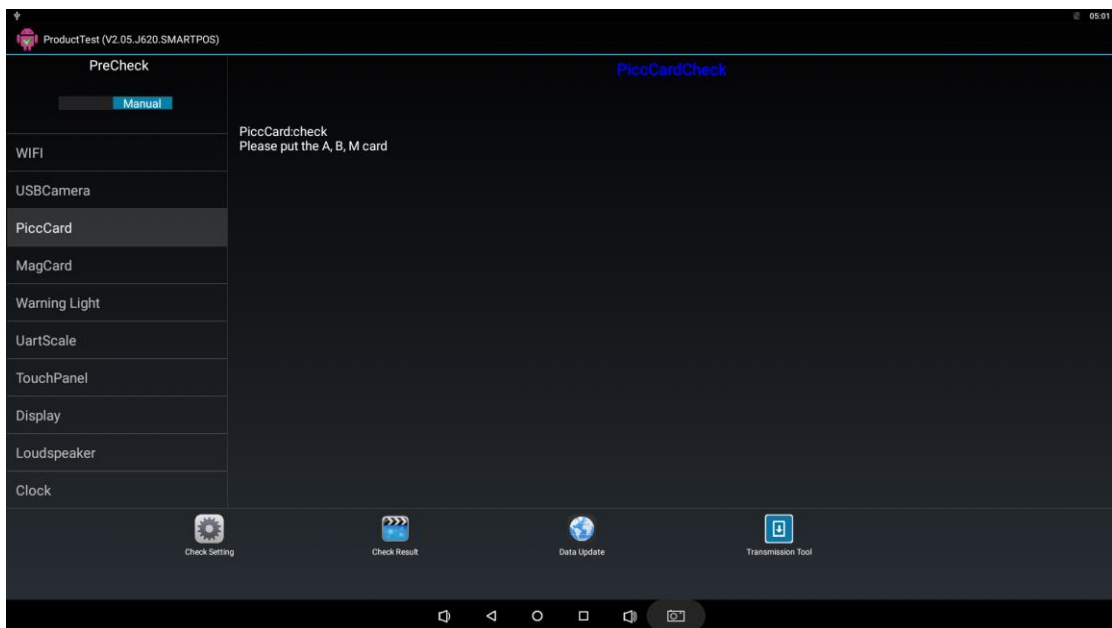 05:01
ProductTest (V2.05.J620.SMARTPOS)
PreCheck
Manual
WIFI
USBCamera
PiccCard
MagCard
Warning Light
UartScale
TouchPanel
Display
Loudspeaker
Clock
PiccCardCheck
PiccCard:check
Please put the A, B, M card
Check Setting
Check Result
Data Update
Transmission Tool